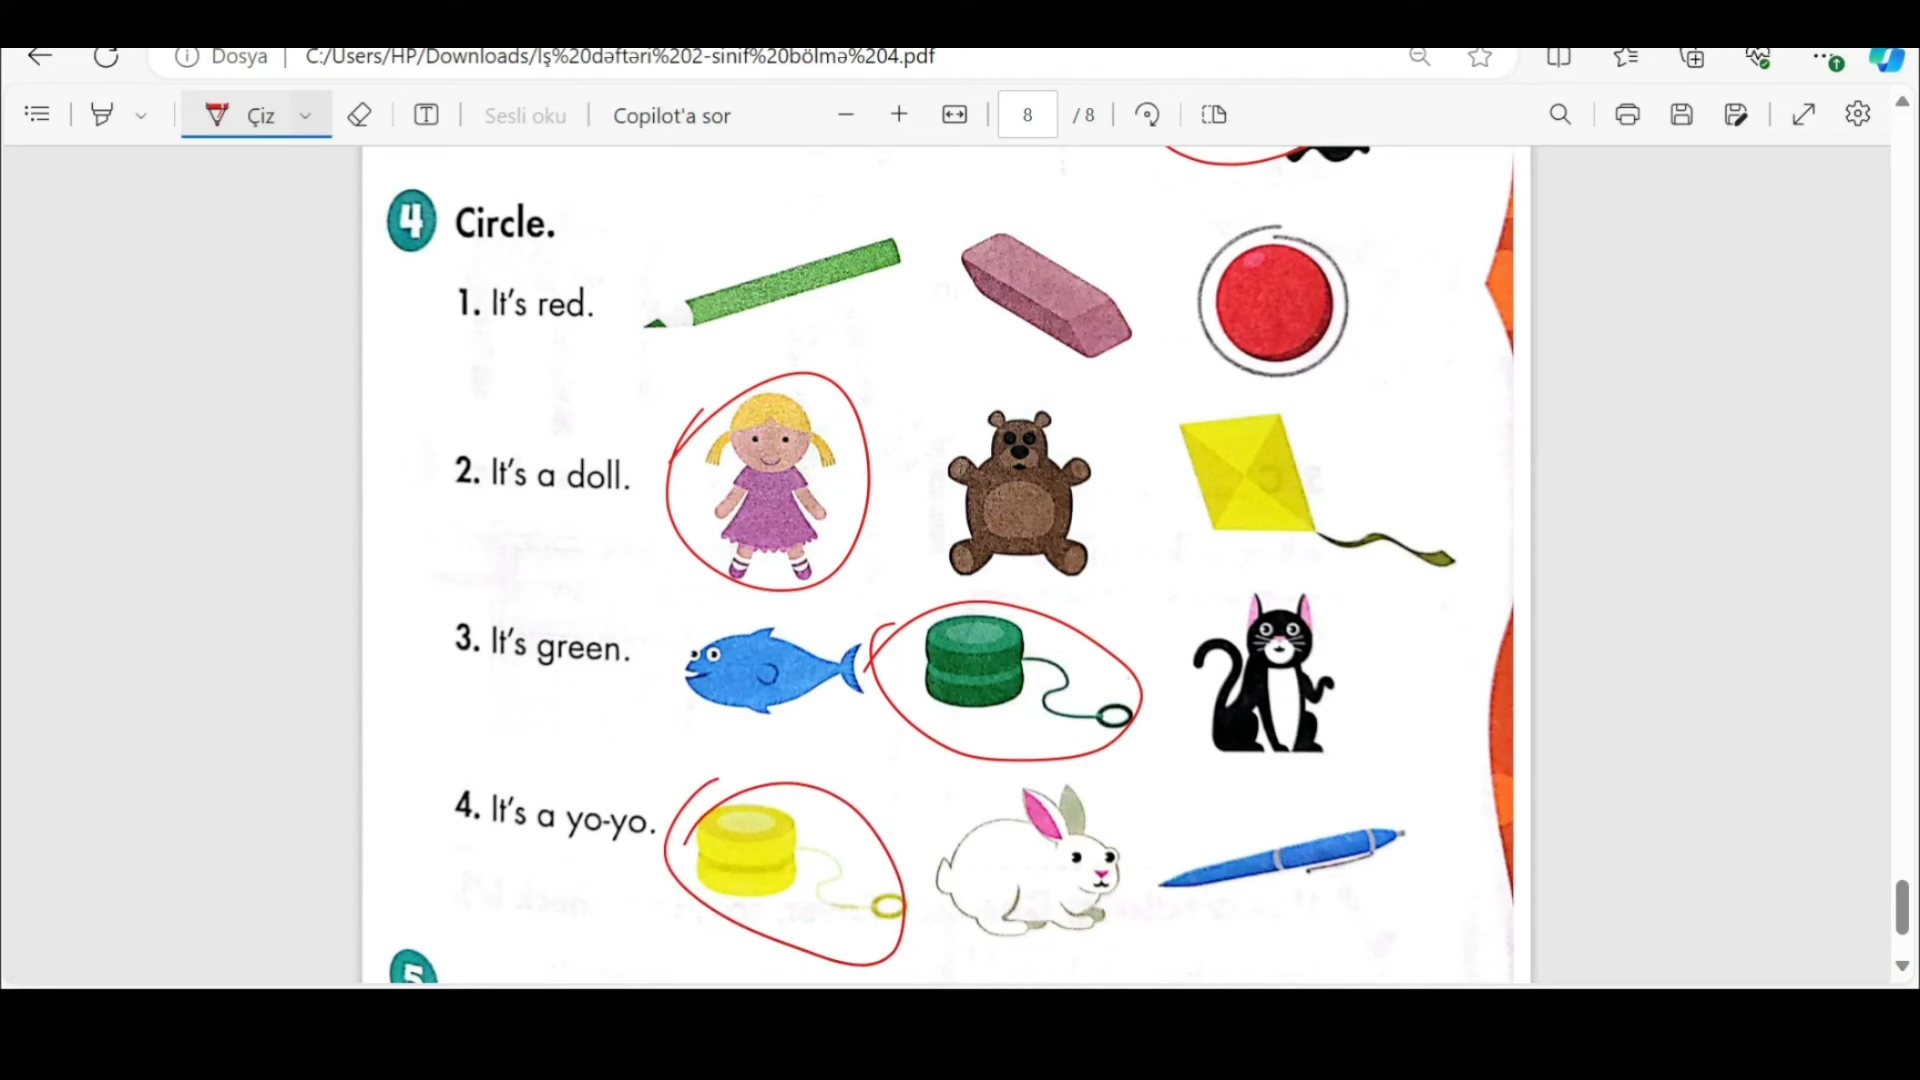 Dosya | C:/Users/HP/Downloads/İş%20dəftəri%202-sinif%20bölmə%204.pdf
Çiz
Sesli oku
Copilot'a sor
8 / 8
4 Circle.
1. It's red.
2. It's a doll.
3. It's green.
4. It's a yo-yo.
5